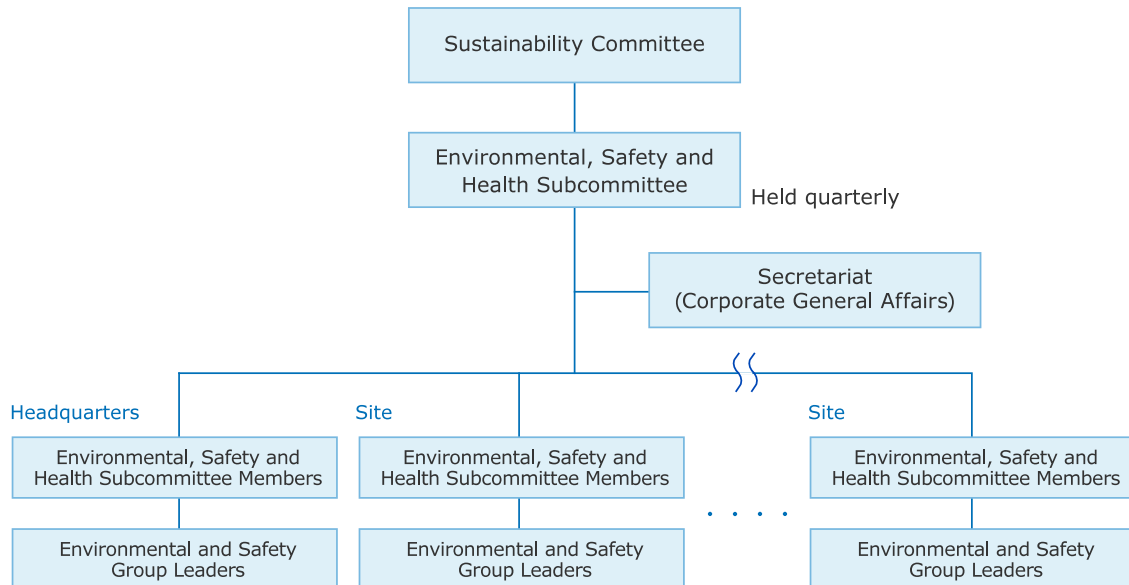 Sustainability Committee
Environmental, Safety and
Health Subcommittee
Held quarterly
Secretariat
(Corporate General Affairs)
Headquarters
Environmental, Safety and
Health Subcommittee Members
Environmental and Safety
Group Leaders
Site
Environmental, Safety and
Health Subcommittee Members
Environmental and Safety
Group Leaders
. . . .
Site
Environmental, Safety and
Health Subcommittee Members
Environmental and Safety
Group Leaders